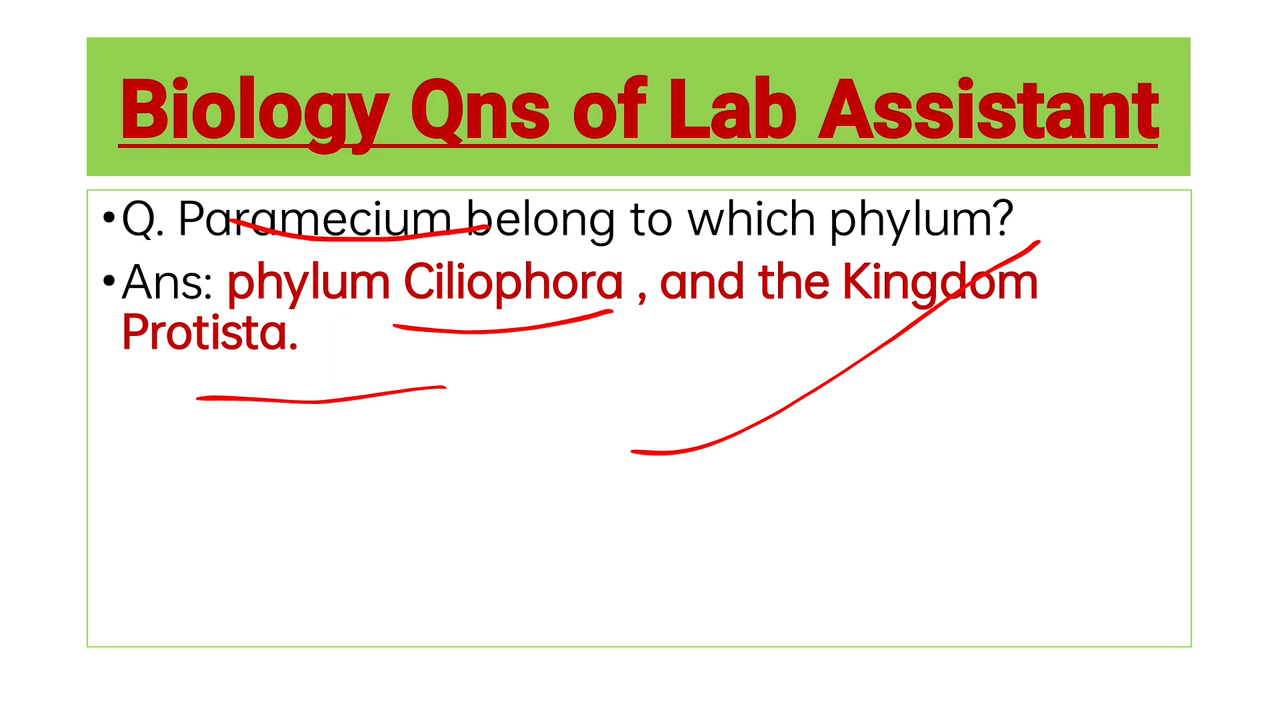 Biology Qns of Lab Assistant
•Q. Paramecium belong to which phylum?
•Ans: phylum Ciliophora , and the Kingdom
Protista.